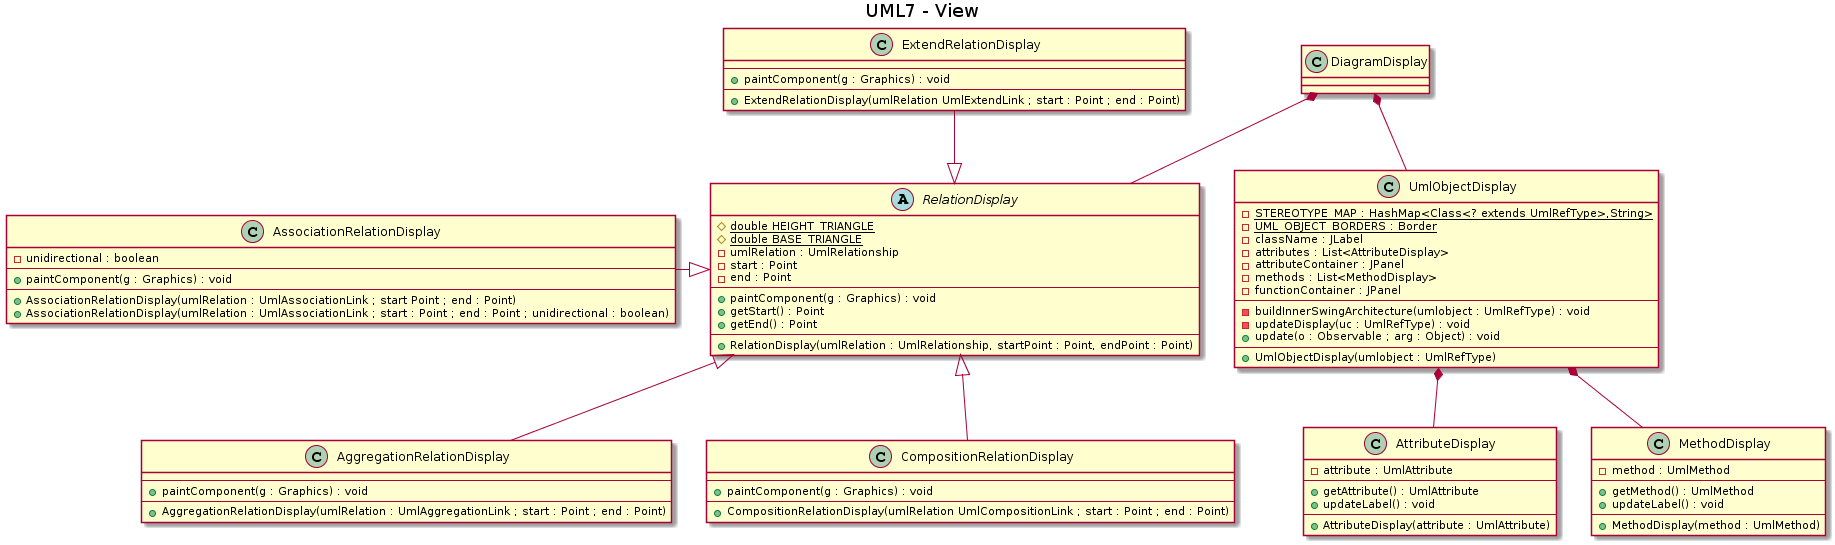 UML7 - View
C ExtendRelationDisplay
paintComponent(g : Graphics) : void
ExtendRelationDisplay(umlRelation UmlExtendLink ; start : Point ; end : Point)
C DiagramDisplay
C AssociationRelationDisplay
unidirectional : boolean
paintComponent(g : Graphics) : void
AssociationRelationDisplay(umlRelation : UmlAssociationLink ; start Point ; end : Point)
AssociationRelationDisplay(umlRelation : UmlAssociationLink ; start : Point ; end : Point ; unidirectional : boolean)
A RelationDisplay
double HEIGHT_TRIANGLE
double BASE_TRIANGLE
umlRelation : UmlRelationship
start : Point
end : Point
paintComponent(g : Graphics) : void
getStart() : Point
getEnd() : Point
RelationDisplay(umlRelation : UmlRelationship, startPoint : Point, endPoint : Point)
C UmlObjectDisplay
STEREOTYPE_MAP : HashMap<Class<? extends UmlRefType>,String>
UML_OBJECT_BORDERS : Border
className : JLabel
attributes : List<AttributeDisplay>
attributeContainer : JPanel
methods : List<MethodDisplay>
functionContainer : JPanel
buildInnerSwingArchitecture(umlobject : UmlRefType) : void
updateDisplay(uc : UmlRefType) : void
update(o : Observable ; arg : Object) : void
UmlObjectDisplay(umlobject : UmlRefType)
C AggregationRelationDisplay
paintComponent(g : Graphics) : void
AggregationRelationDisplay(umlRelation : UmlAggregationLink ; start : Point ; end : Point)
C CompositionRelationDisplay
paintComponent(g : Graphics) : void
CompositionRelationDisplay(umlRelation UmlCompositionLink ; start : Point ; end : Point)
C AttributeDisplay
attribute : UmlAttribute
getAttribute() : UmlAttribute
updateLabel() : void
AttributeDisplay(attribute : UmlAttribute)
C MethodDisplay
method : UmlMethod
getMethod() : UmlMethod
updateLabel() : void
MethodDisplay(method : UmlMethod)